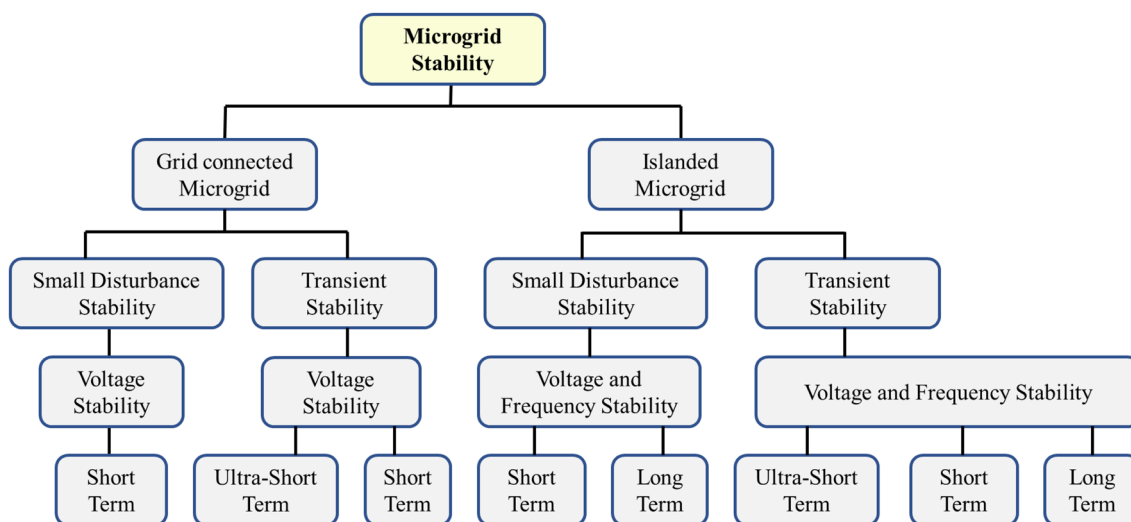 Microgrid
Stability
Grid connected
Microgrid
Islanded
Microgrid
Small Disturbance
Stability
Transient
Stability
Small Disturbance
Stability
Transient
Stability
Voltage
Stability
Voltage
Stability
Voltage and
Frequency Stability
Voltage and Frequency Stability
Short
Term
Ultra-Short
Term
Short
Term
Short
Term
Long
Term
Ultra-Short
Term
Short
Term
Long
Term